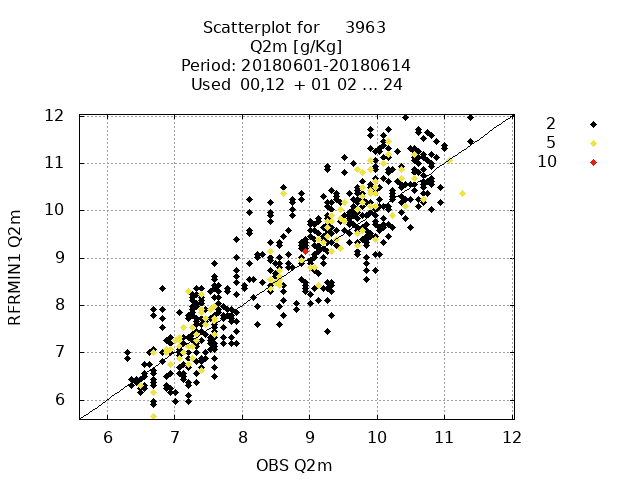 Scatterplot for 3963
Q2m [g/Kg]
Period: 20180601-20180614
Used 00,12 + 01 02 ... 24
2
5
10
12
11
10
9
8
7
6
RFRMIN1 Q2m
6 7 8 9 10 11 12
OBS Q2m